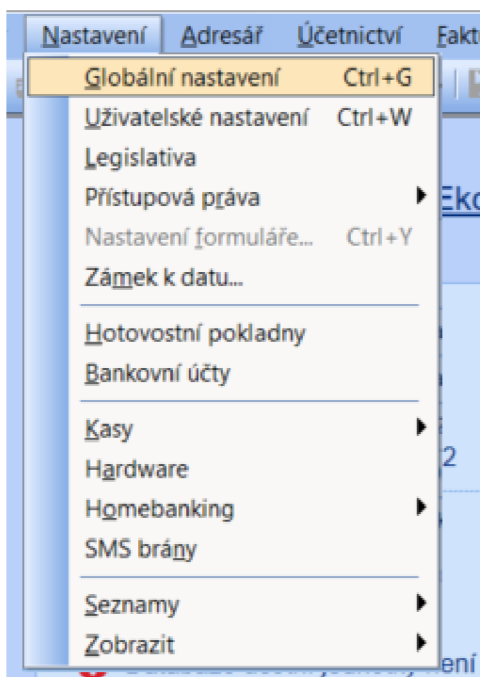 Nastavení Adresář Účetnictví Fakt
Globální nastavení Ctrl+G
Uživatelské nastavení Ctrl+W
Legislativa
Přístupová práva
Nastavení formuláře... Ctrl+Y
Zámek k datu...
Hotovostní pokladny
Bankovní účty
Kasy
Hardware
Homebanking
SMS brány
Seznamy
Zobrazit